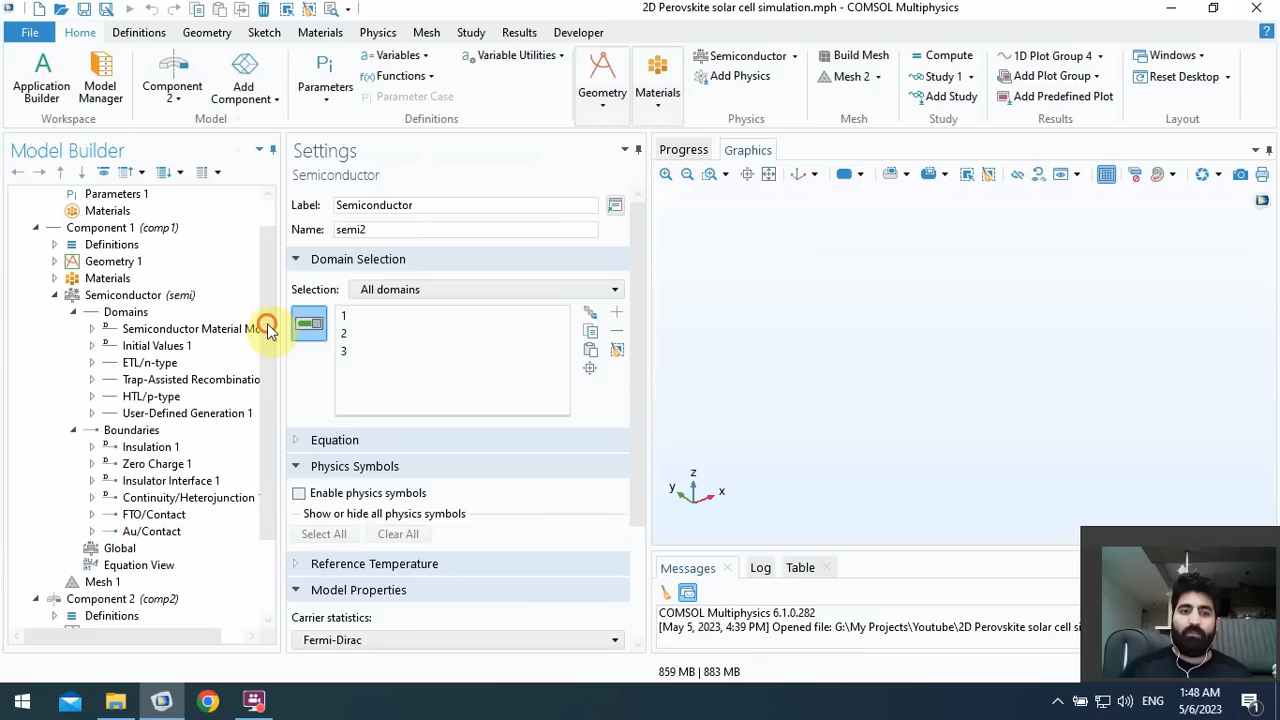 2D Perovskite solar cell simulation.mph - COMSOL Multiphysics
File Home Definitions Geometry Sketch Materials Physics Mesh Study Results Developer
Application Builder
Model Manager
Workspace
Component 2
Add Component
Model
Parameters
Variables
Functions
Parameter Case
Variable Utilities
Definitions
Geometry
Materials
Semiconductor
Add Physics
Physics
Build Mesh
Mesh 2
Mesh
Compute
Study 1
Add Study
Study
1D Plot Group 4
Add Plot Group
Add Predefined Plot
Results
Windows
Reset Desktop
Layout
Model Builder
Parameters 1
Materials
Component 1 (comp1)
Definitions
Geometry 1
Materials
Semiconductor (semi)
Domains
Semiconductor Material Mo
Initial Values 1
ETL/n-type
Trap-Assisted Recombinatio
HTL/p-type
User-Defined Generation 1
Boundaries
Insulation 1
Zero Charge 1
Insulator Interface 1
Continuity/Heterojunction
FTO/Contact
Au/Contact
Global
Equation View
Mesh 1
Component 2 (comp2)
Definitions
Settings
Semiconductor
Label: Semiconductor
Name: semi2
Domain Selection
Selection: All domains
1
2
3
Equation
Physics Symbols
Enable physics symbols
Show or hide all physics symbols
Select All Clear All
Reference Temperature
Model Properties
Carrier statistics:
Fermi-Dirac
Progress Graphics
z
y
x
Messages Log Table
COMSOL Multiphysics 6.1.0.282
[May 5, 2023, 4:39 PM] Opened file: G:\My Projects\Youtube\2D Perovskite solar cell si
859 MB | 883 MB
ENG
1:48 AM
5/6/2023
1